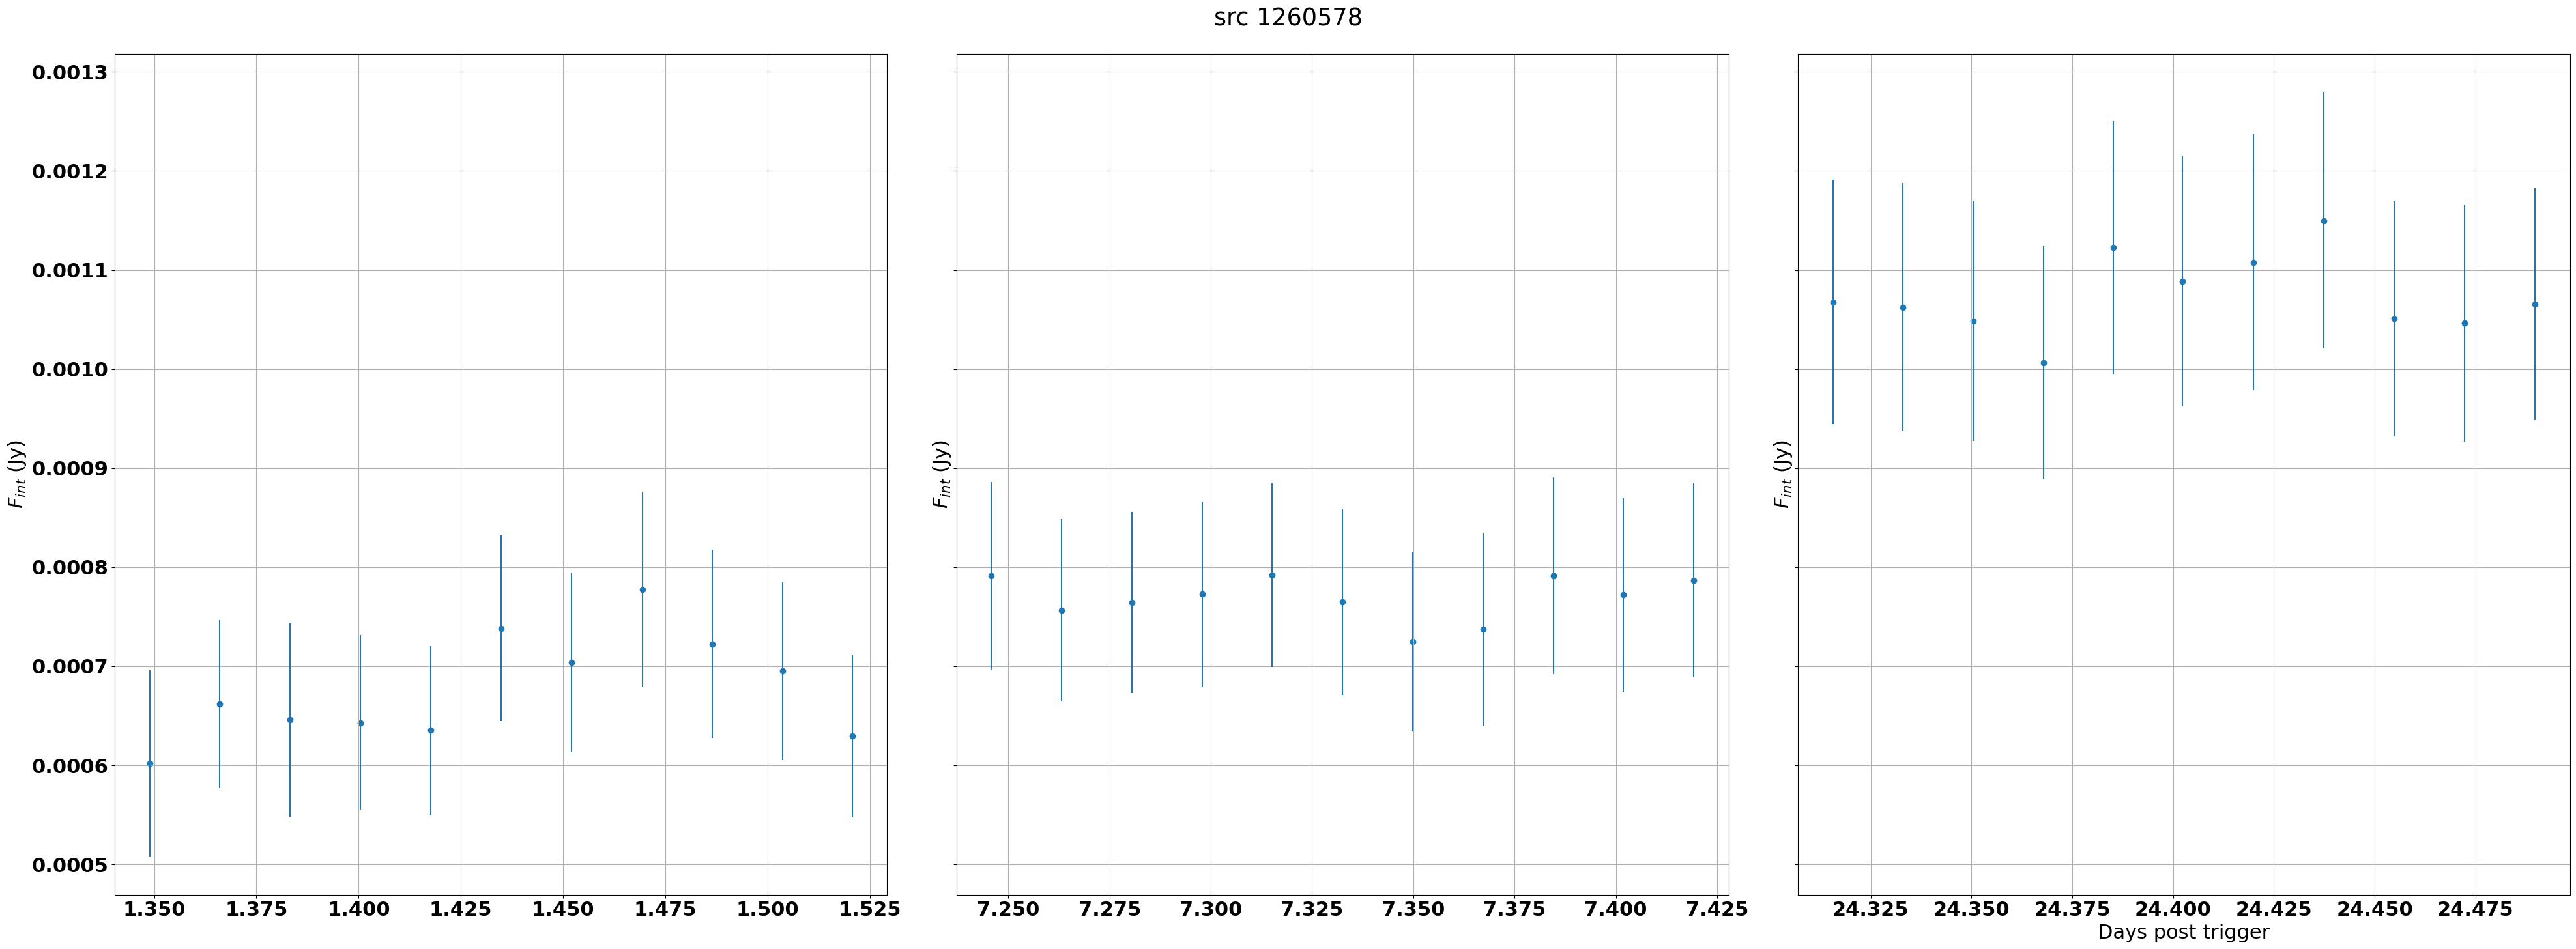 src 1260578
0.0013
0.0012
0.0011
0.0010
0.0009
0.0008
0.0007
0.0006
0.0005
F_int (Jy)
1.350 1.375 1.400 1.425 1.450 1.475 1.500 1.525
F_int (Jy)
7.250 7.275 7.300 7.325 7.350 7.375 7.400 7.425
F_int (Jy)
24.325 24.350 24.375 24.400 24.425 24.450 24.475
Days post trigger